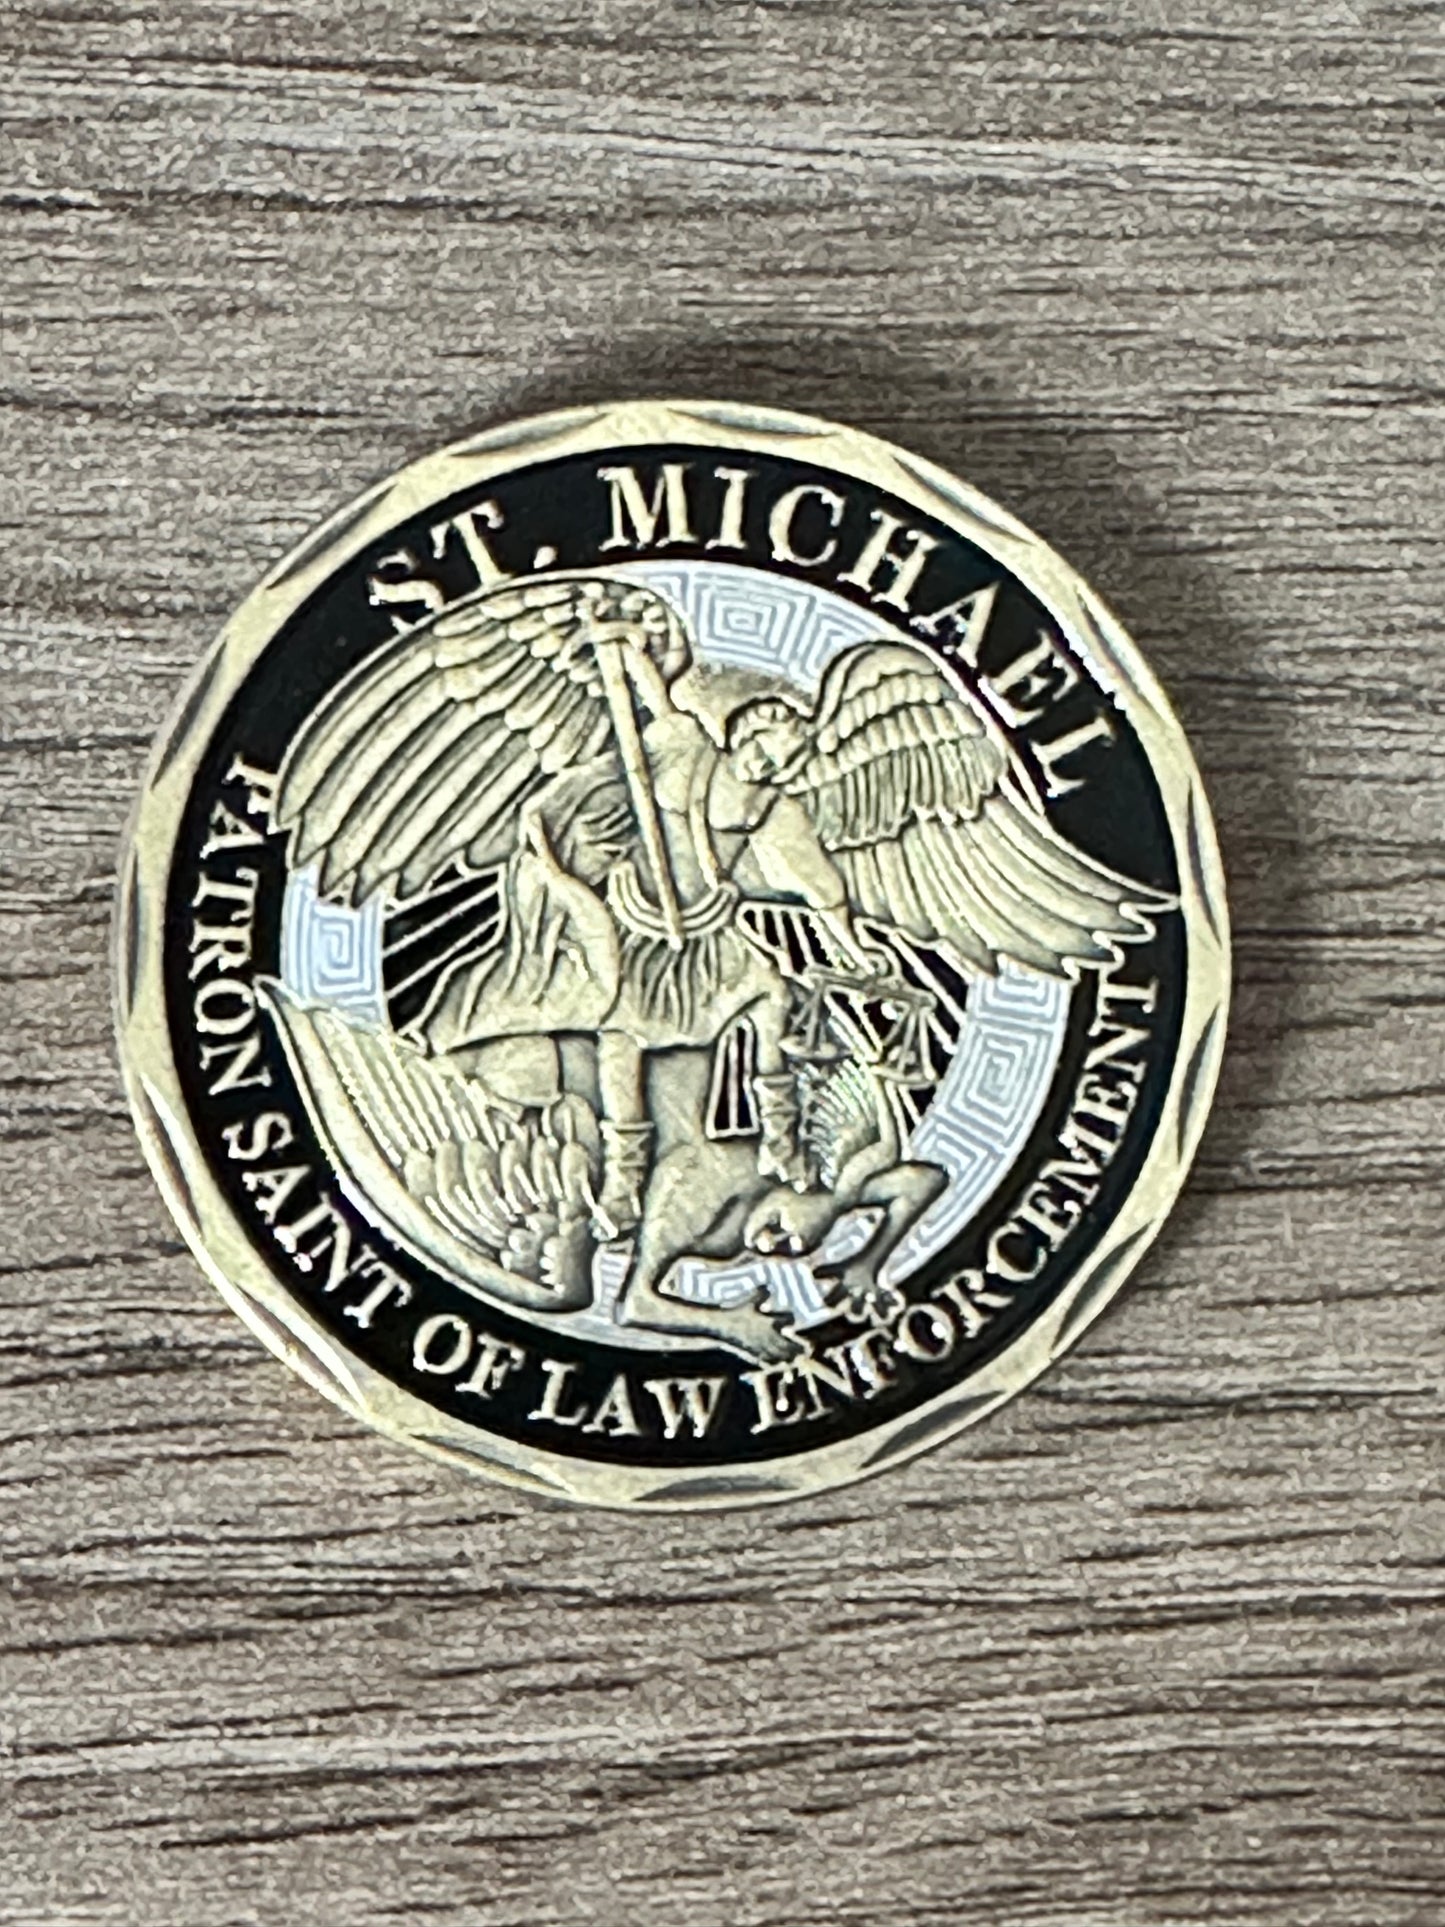 ST. MICHAEL
PATRON SAINT OF LAW ENFORCEMENT